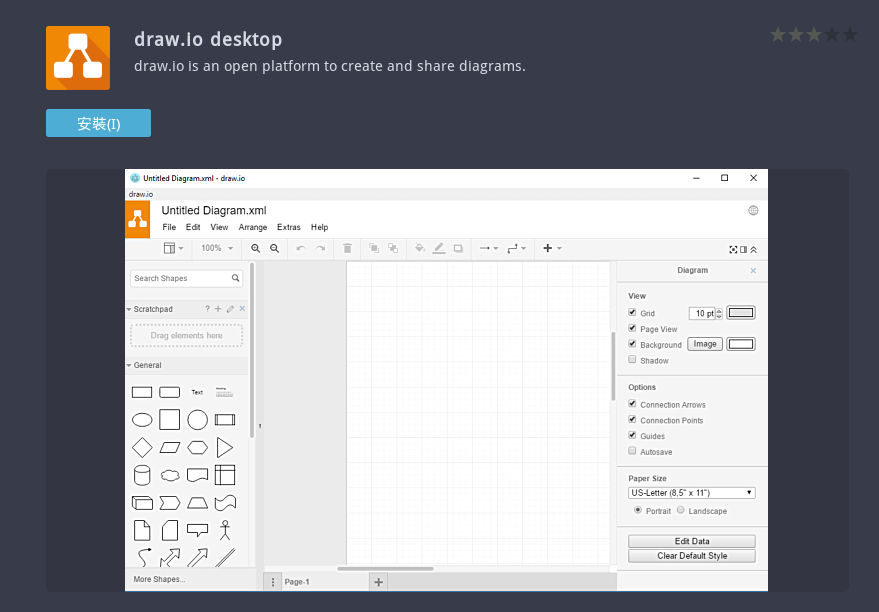 draw.io desktop
draw.io is an open platform to create and share diagrams.
安裝(I)
Untitled Diagram.xml - draw.io
draw.io
Untitled Diagram.xml
File Edit View Arrange Extras Help
100%
Search Shapes
Scratchpad ?
Drag elements here
General
Text
More Shapes...
Page-1
Diagram
View
Grid 10 pt
Page View
Background Image
Shadow
Options
Connection Arrows
Connection Points
Guides
Autosave
Paper Size
US-Letter (8,5" x 11")
Portrait Landscape
Edit Data
Clear Default Style